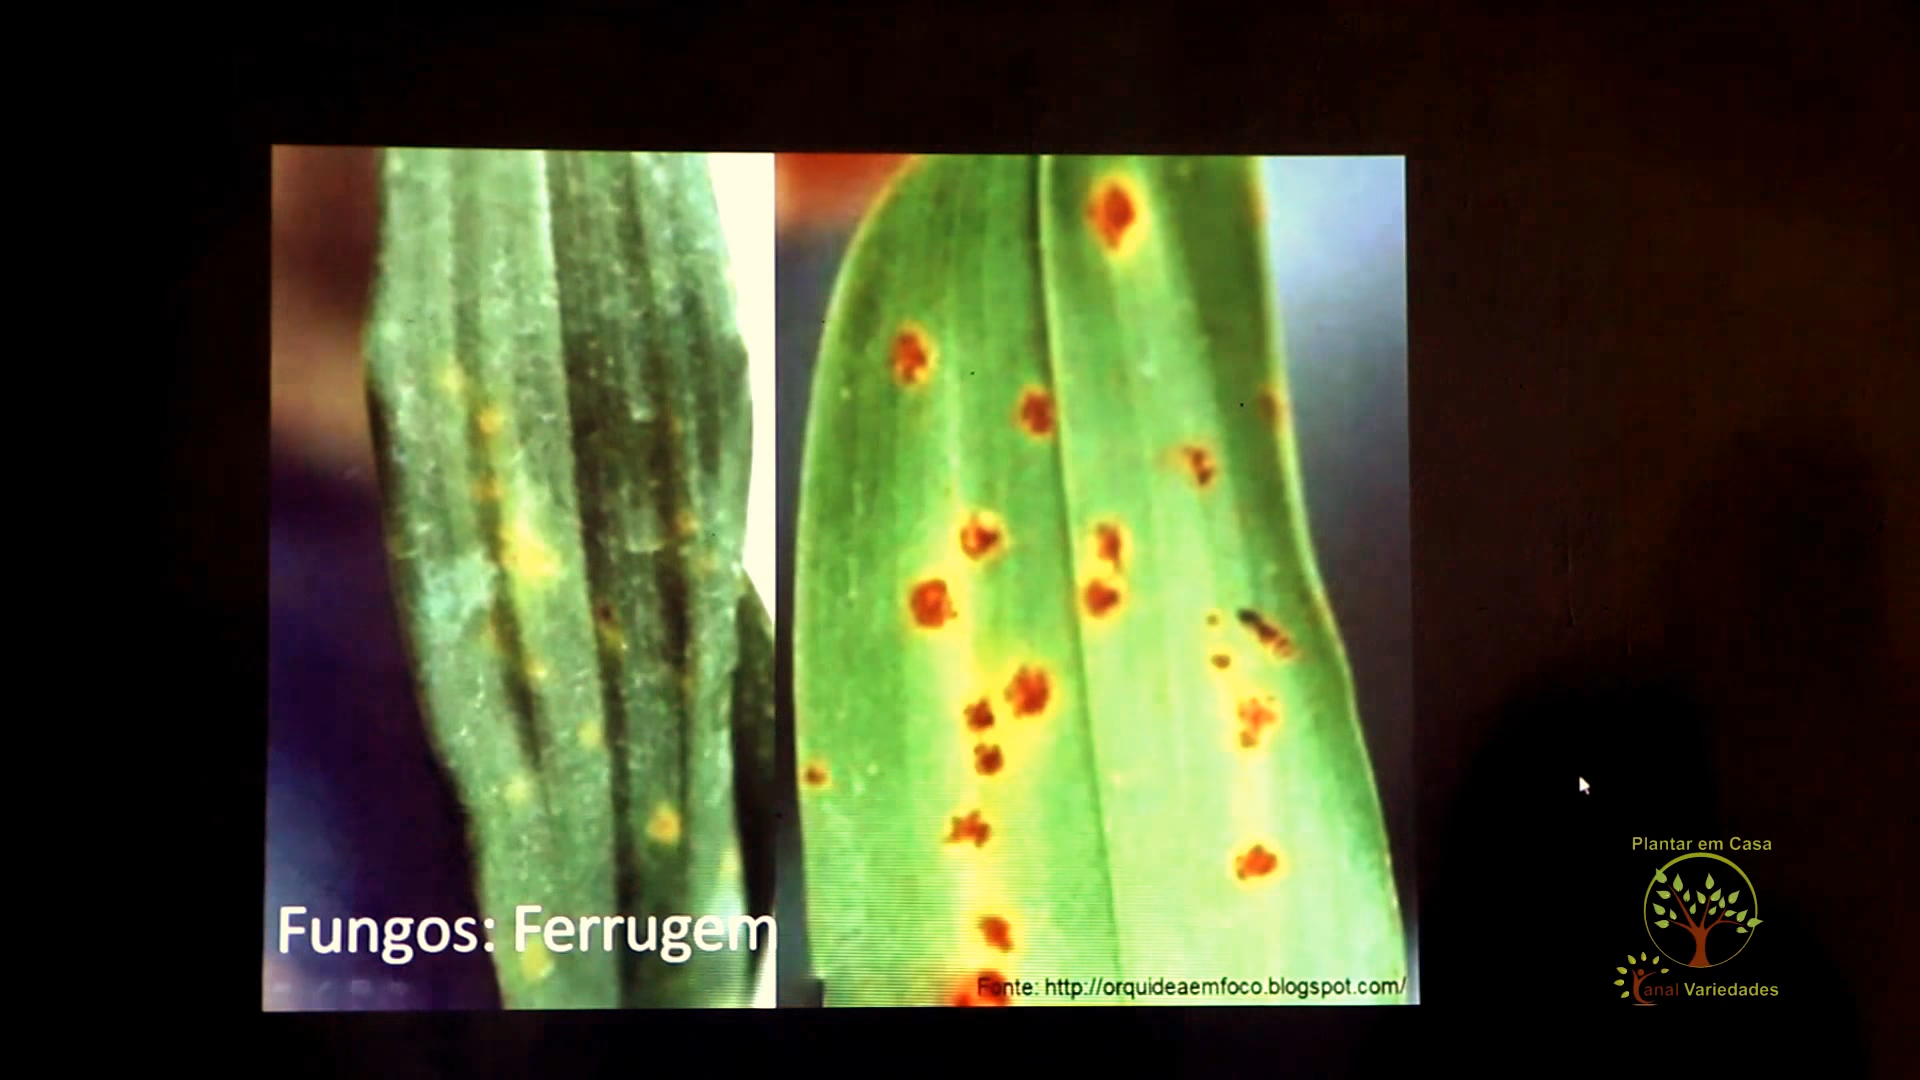 Fungos: Ferrugem
Fonte: http://orquideaemfoco.blogspot.com/
Plantar em Casa
Canal Variedades